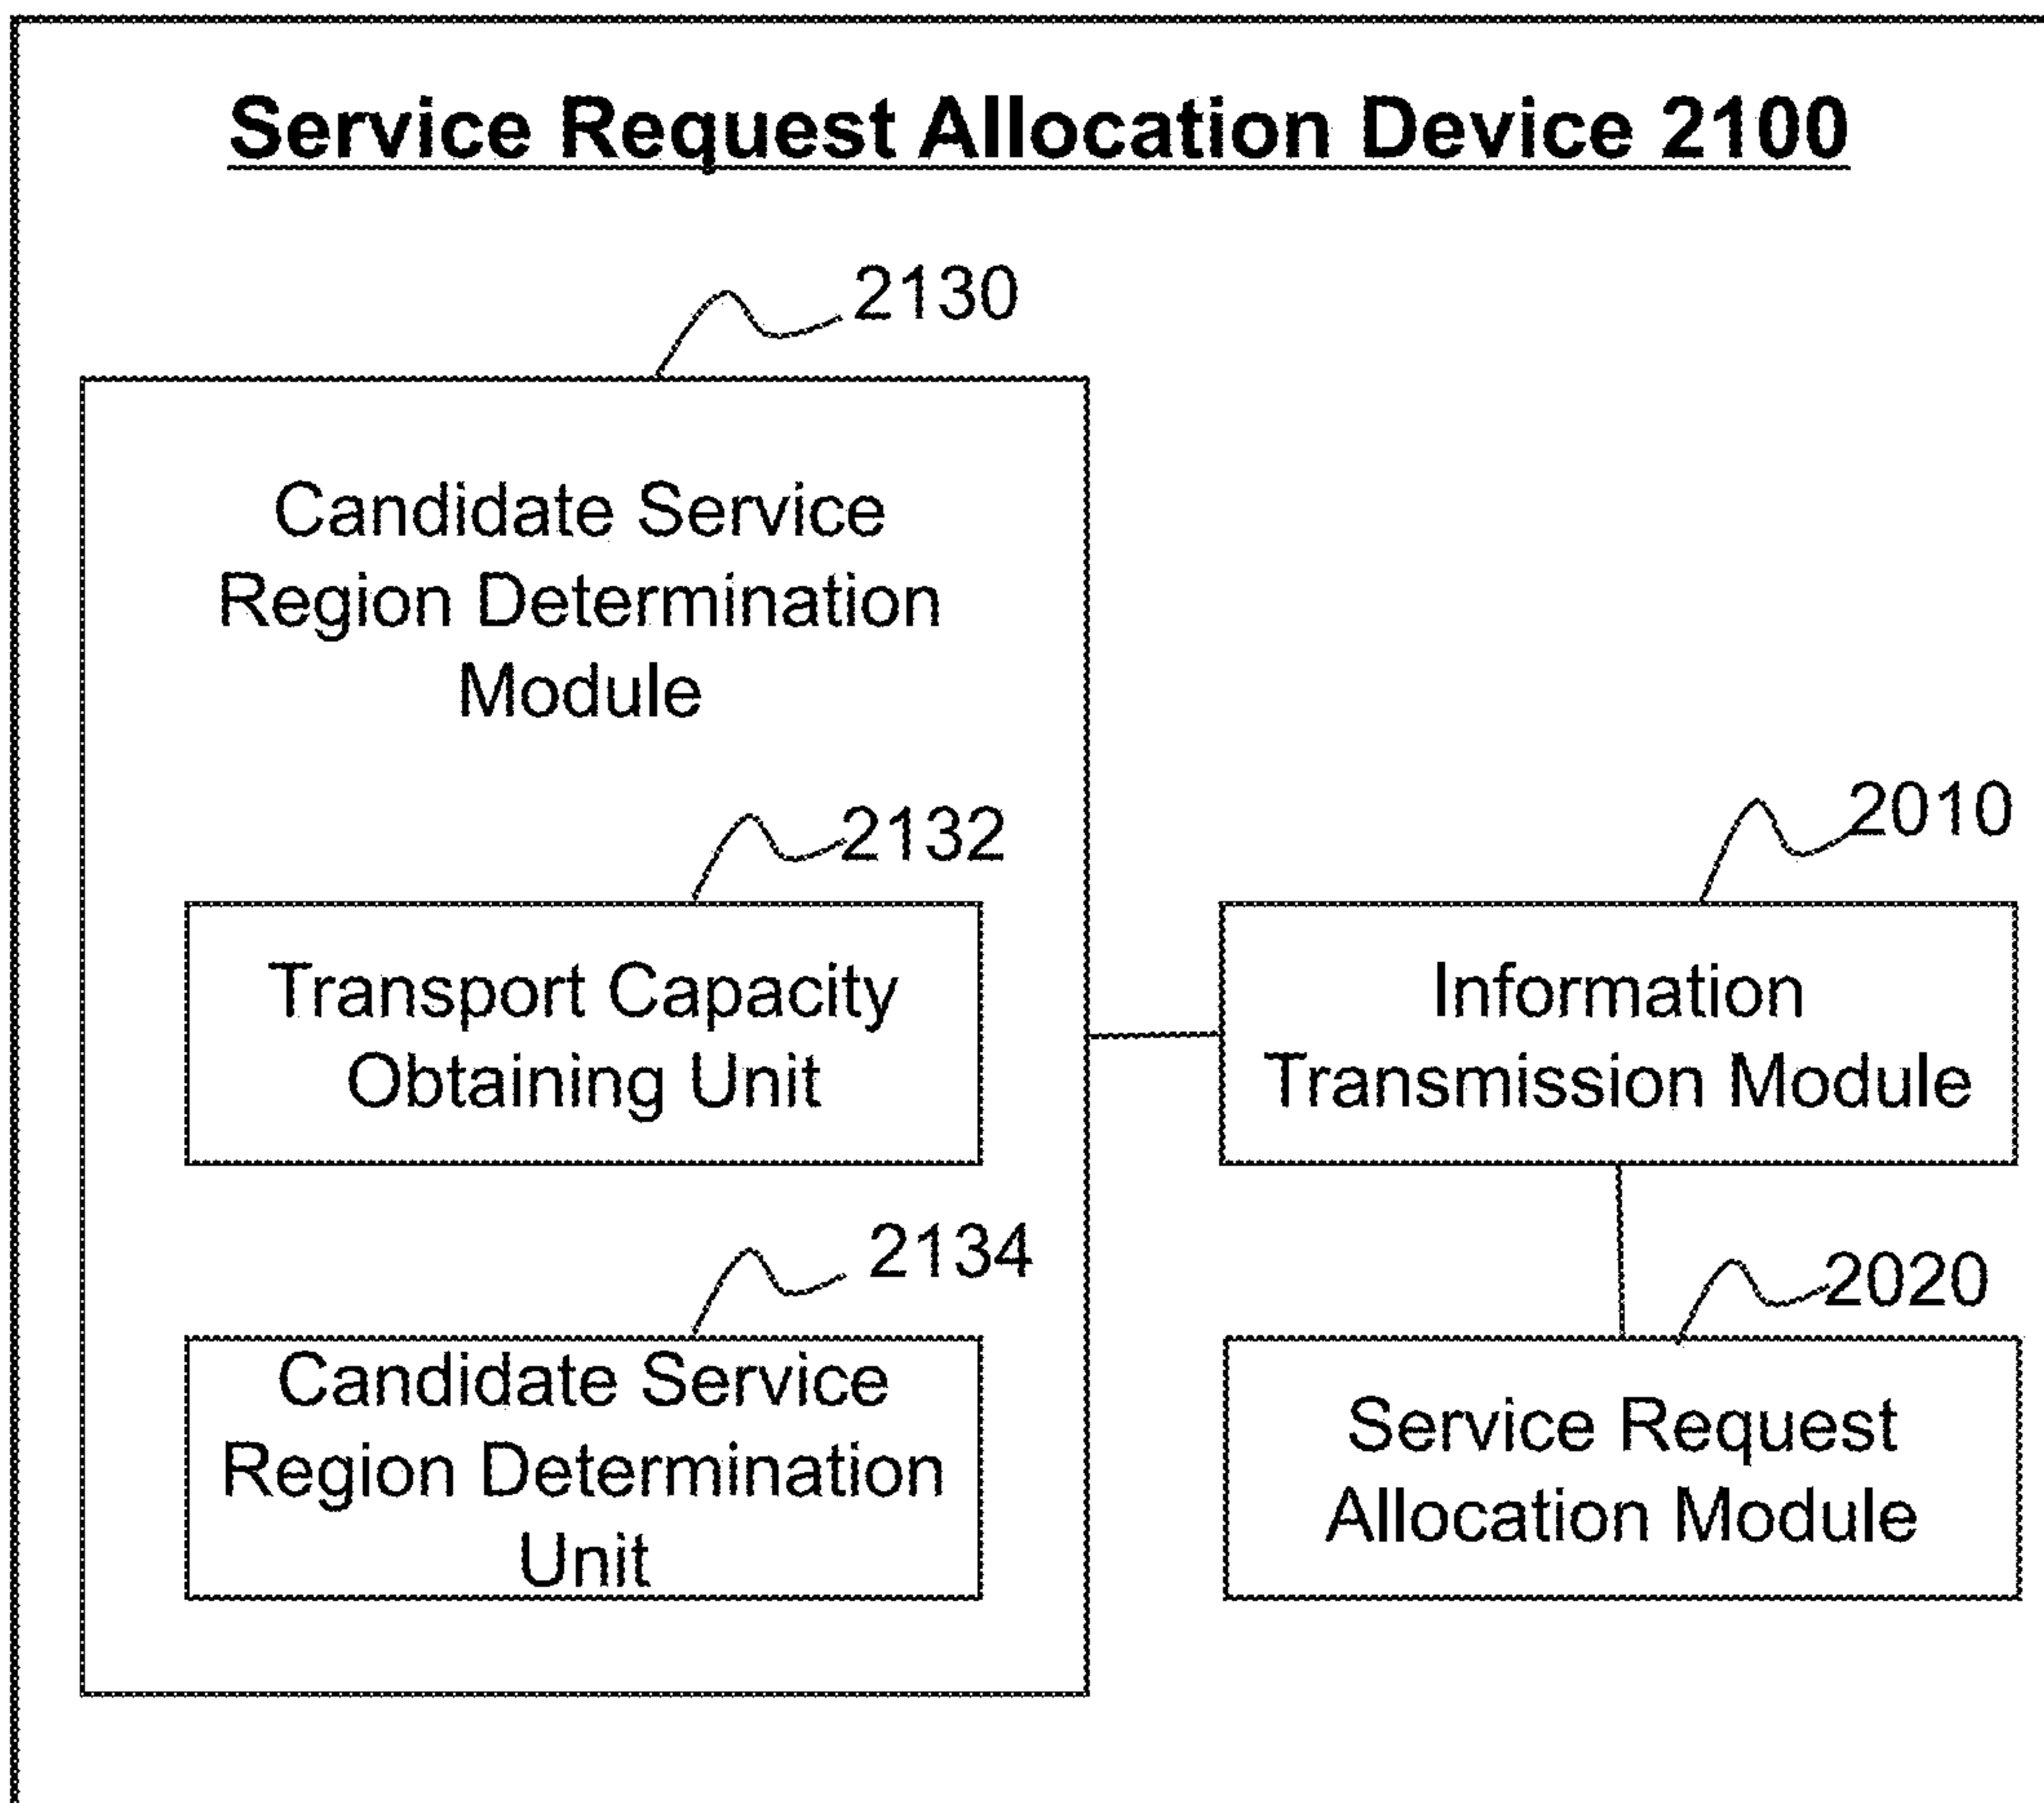 Service Request Allocation Device 2100
2130
Candidate Service
Region Determination
Module
2132
Transport Capacity
Obtaining Unit
2134
Candidate Service
Region Determination
Unit
2010
Information
Transmission Module
2020
Service Request
Allocation Module